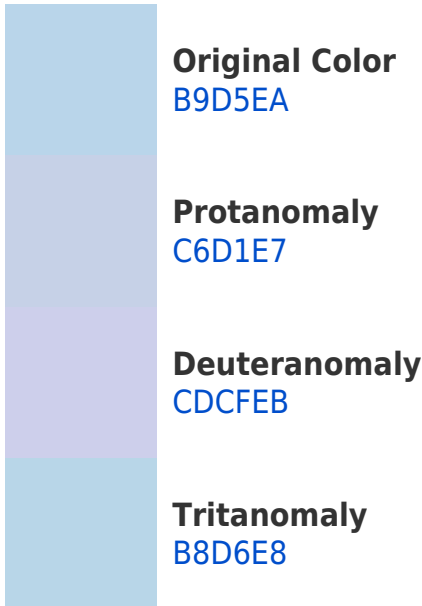 Original Color
B9D5EA
Protanomaly
C6D1E7
Deuteranomaly
CDCFEB
Tritanomaly
B8D6E8